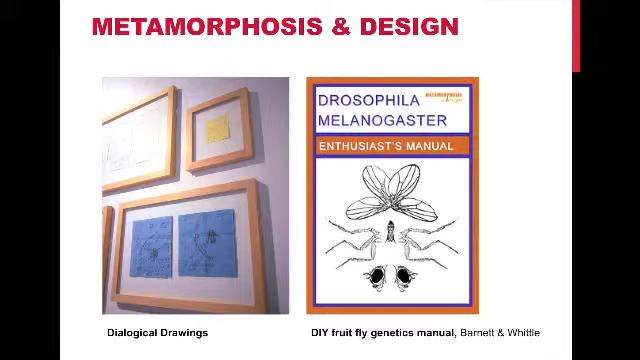 METAMORPHOSIS & DESIGN
DROSOPHILA
MELANOGASTER
ENTHUSIAST'S MANUAL
Dialogical Drawings
DIY fruit fly genetics manual, Barnett & Whittle